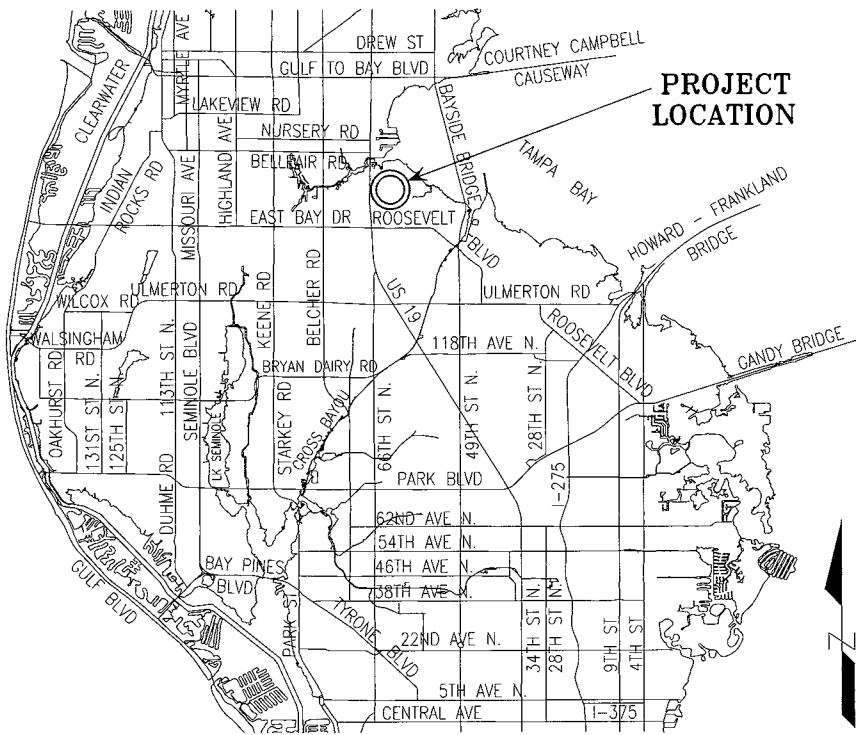 DREW ST
GULF TO BAY BLVD
COURTNEY CAMPBELL
CAUSEWAY
PROJECT
LOCATION
MYRTLE AVE
CLEARWATER
LAKEVIEW RD
NURSERY RD
BELLEAIR RD
HIGHLAND AVE
BAYSIDE BRIDGE
TAMPA BAY
INDIAN
ROCKS RD
MISSOURI AVE
EAST BAY DR
ROOSEVELT
BLVD
HOWARD - FRANKLAND
BRIDGE
WILCOX RD
ULMERTON RD
KEENE RD
BELCHER RD
US 19
ULMERTON RD
WALSINGHAM
RD
118TH AVE N.
ROOSEVELT BLVD
GANDY BRIDGE
BRYAN DAIRY RD
OAKHURST RD
131ST ST N.
125TH ST N.
113TH ST N.
SEMINOLE BLVD
LK SEMINOLE
STARKEY RD
CROSS BAYOU
66TH ST N.
49TH ST N.
28TH ST N.
I-275
DUHME RD
PARK BLVD
62ND AVE N.
54TH AVE N.
46TH AVE N.
38TH AVE N.
BAY PINES
BLVD
GULF BLVD
PARK ST
TYRONE BLVD
22ND AVE N.
34TH ST N.
28TH ST N.
9TH ST
4TH ST
5TH AVE N.
CENTRAL AVE
I-375
N